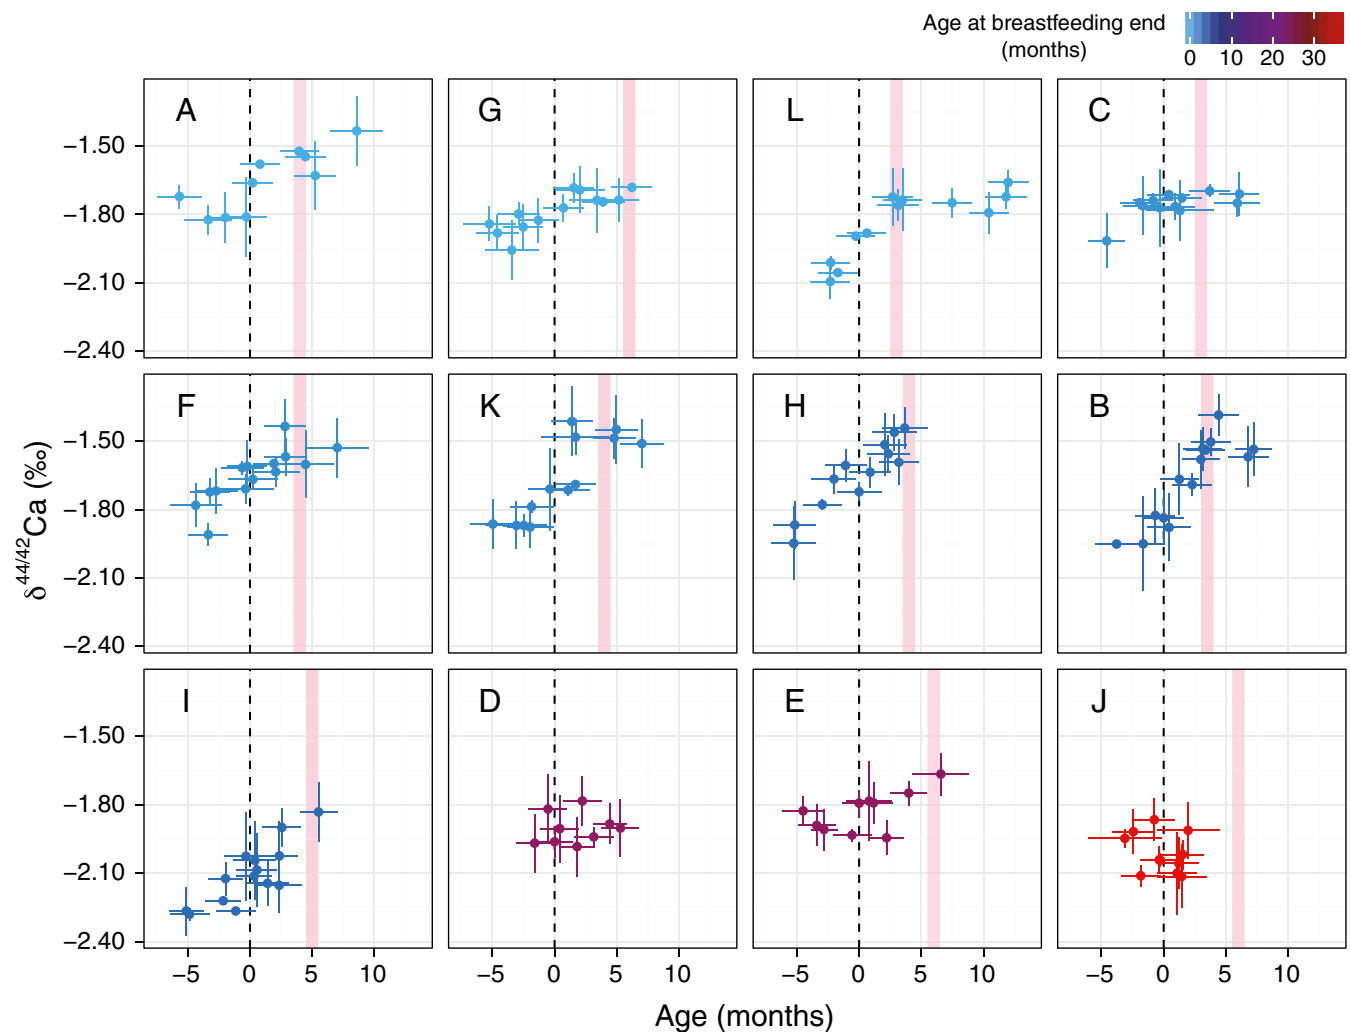 Age at breastfeeding end
(months)
0 10 20 30
A G L C
−1.50
−1.80
−2.10
−2.40
F K H B
−1.50
−1.80
−2.10
−2.40
δ44/42Ca (‰)
I D E J
−1.50
−1.80
−2.10
−2.40
−5 0 5 10 −5 0 5 10 −5 0 5 10 −5 0 5 10
Age (months)